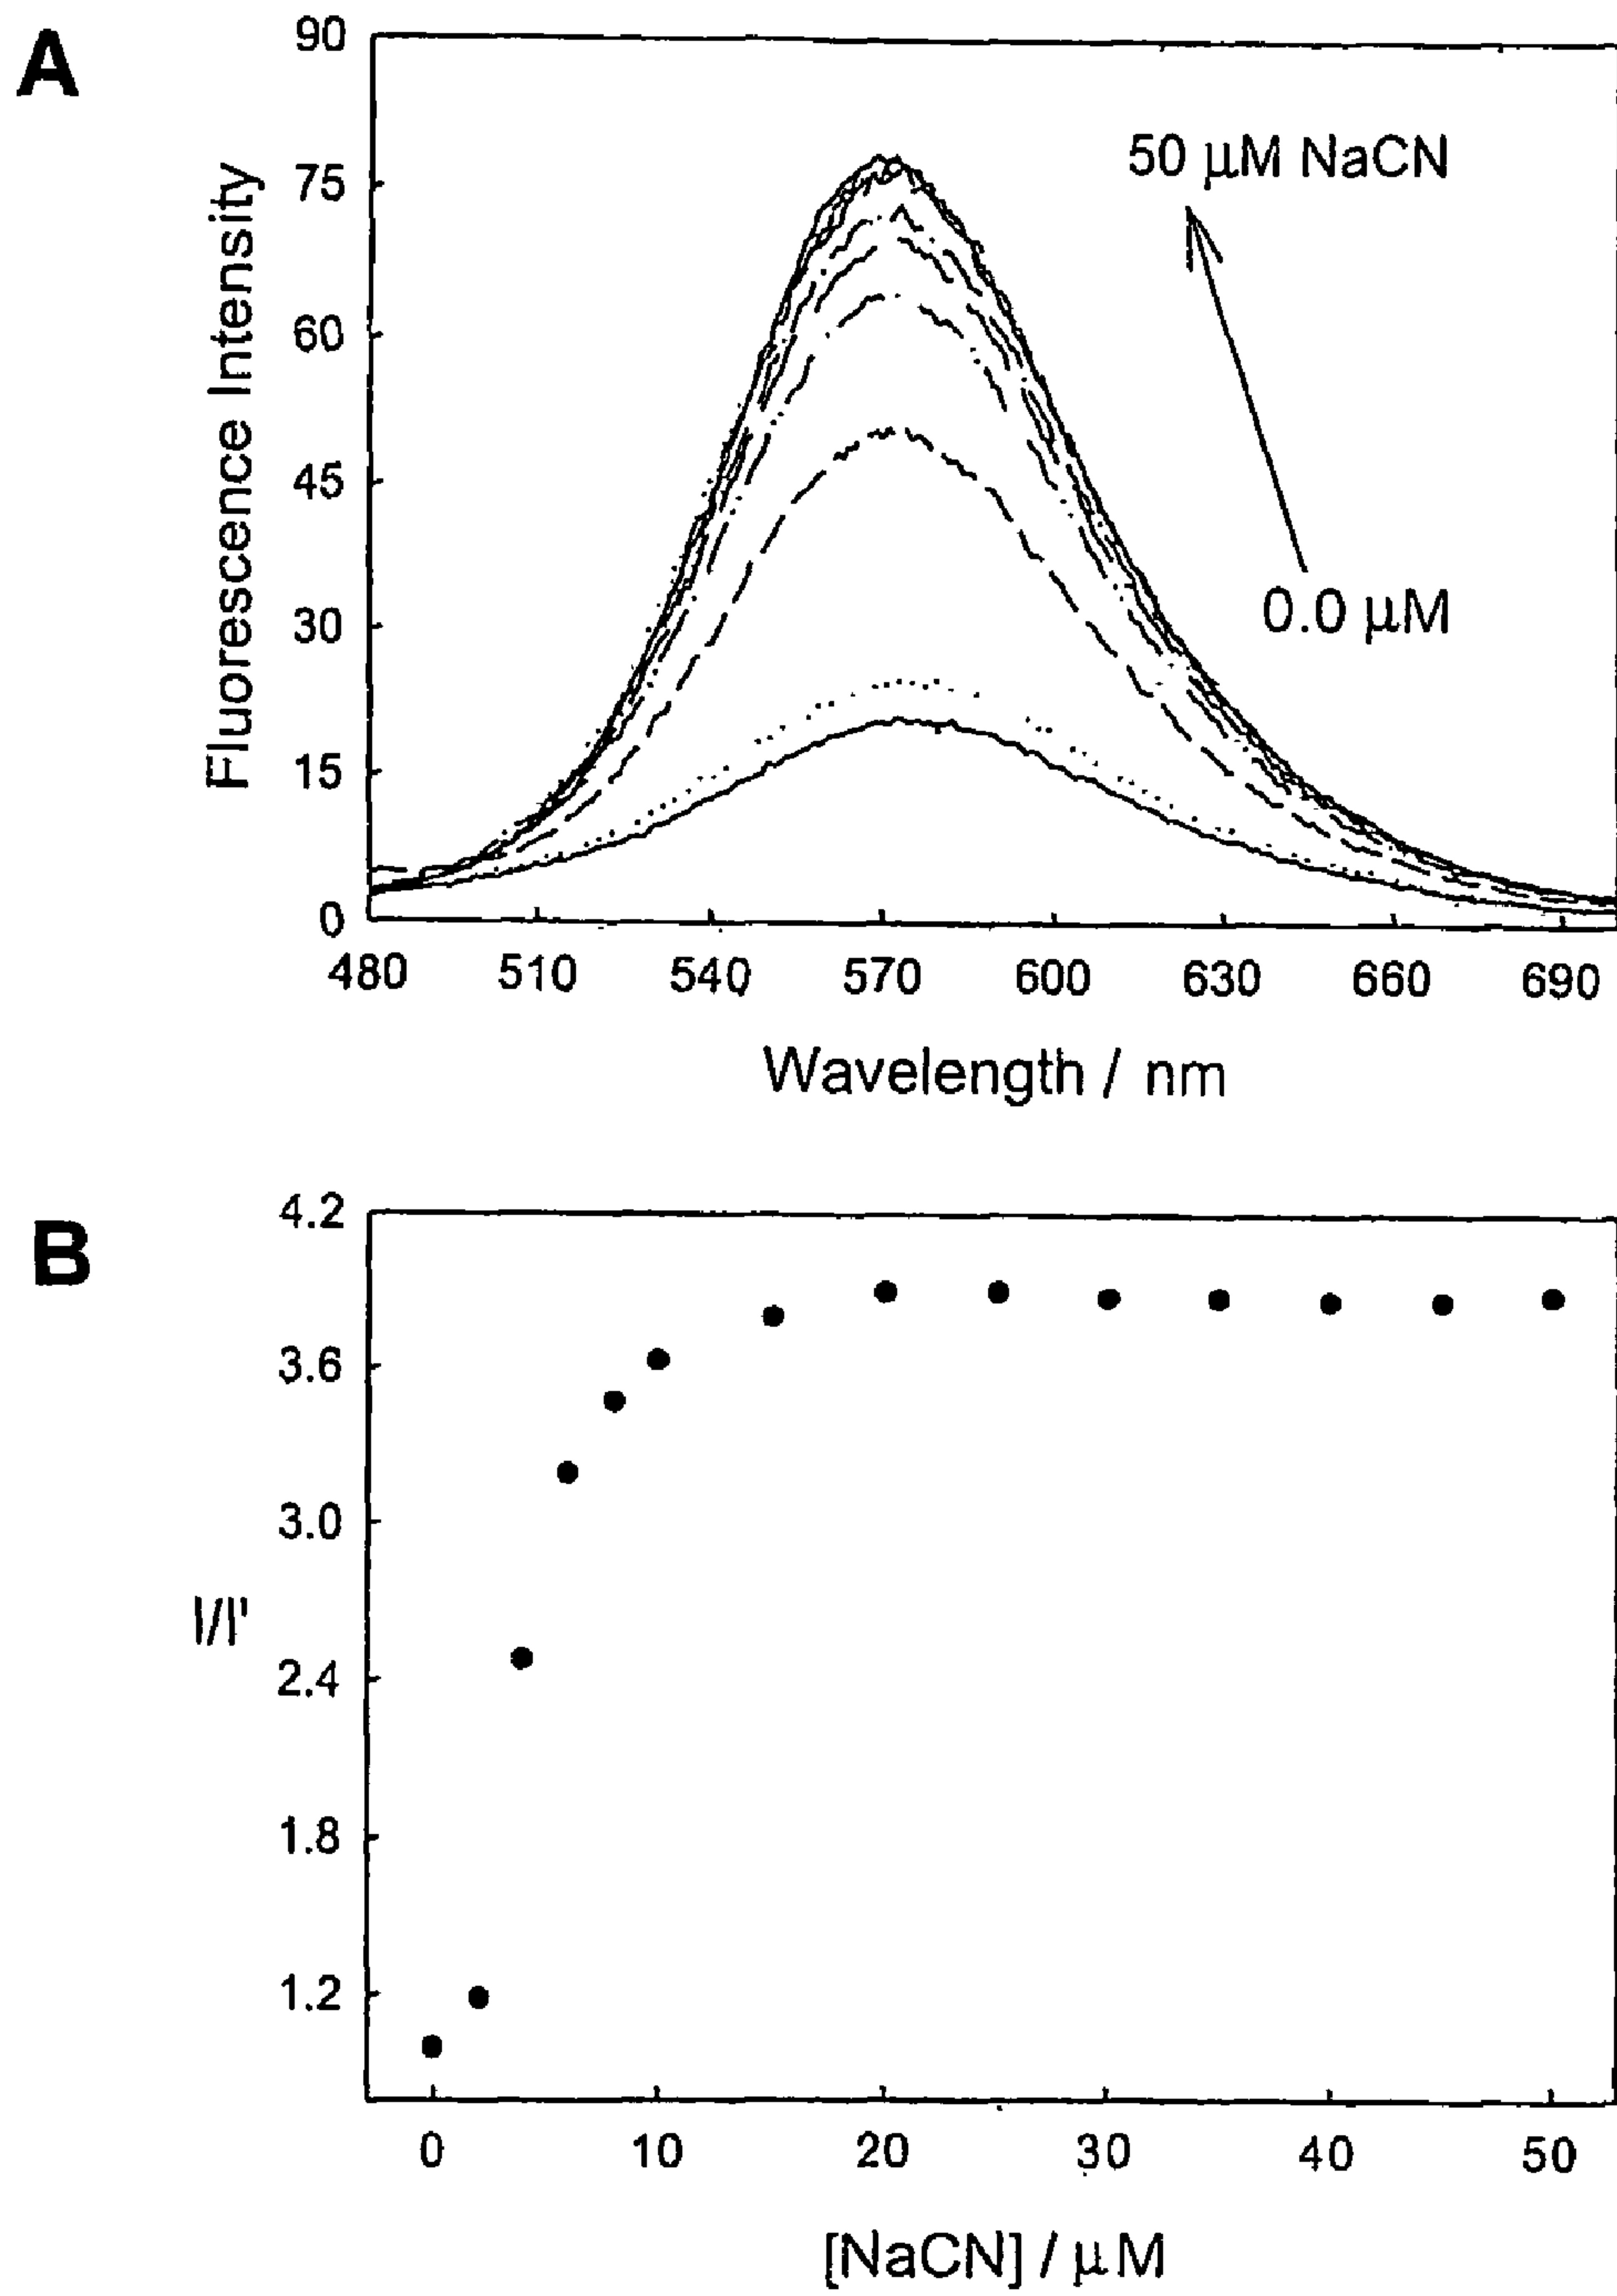 A
90
75
60
45
30
15
0
Fluorescence Intensity
50 µM NaCN
0.0 µM
480 510 540 570 600 630 660 690
Wavelength / nm
B
4.2
3.6
3.0
2.4
1.8
1.2
I/I'
0 10 20 30 40 50
[NaCN] / µM